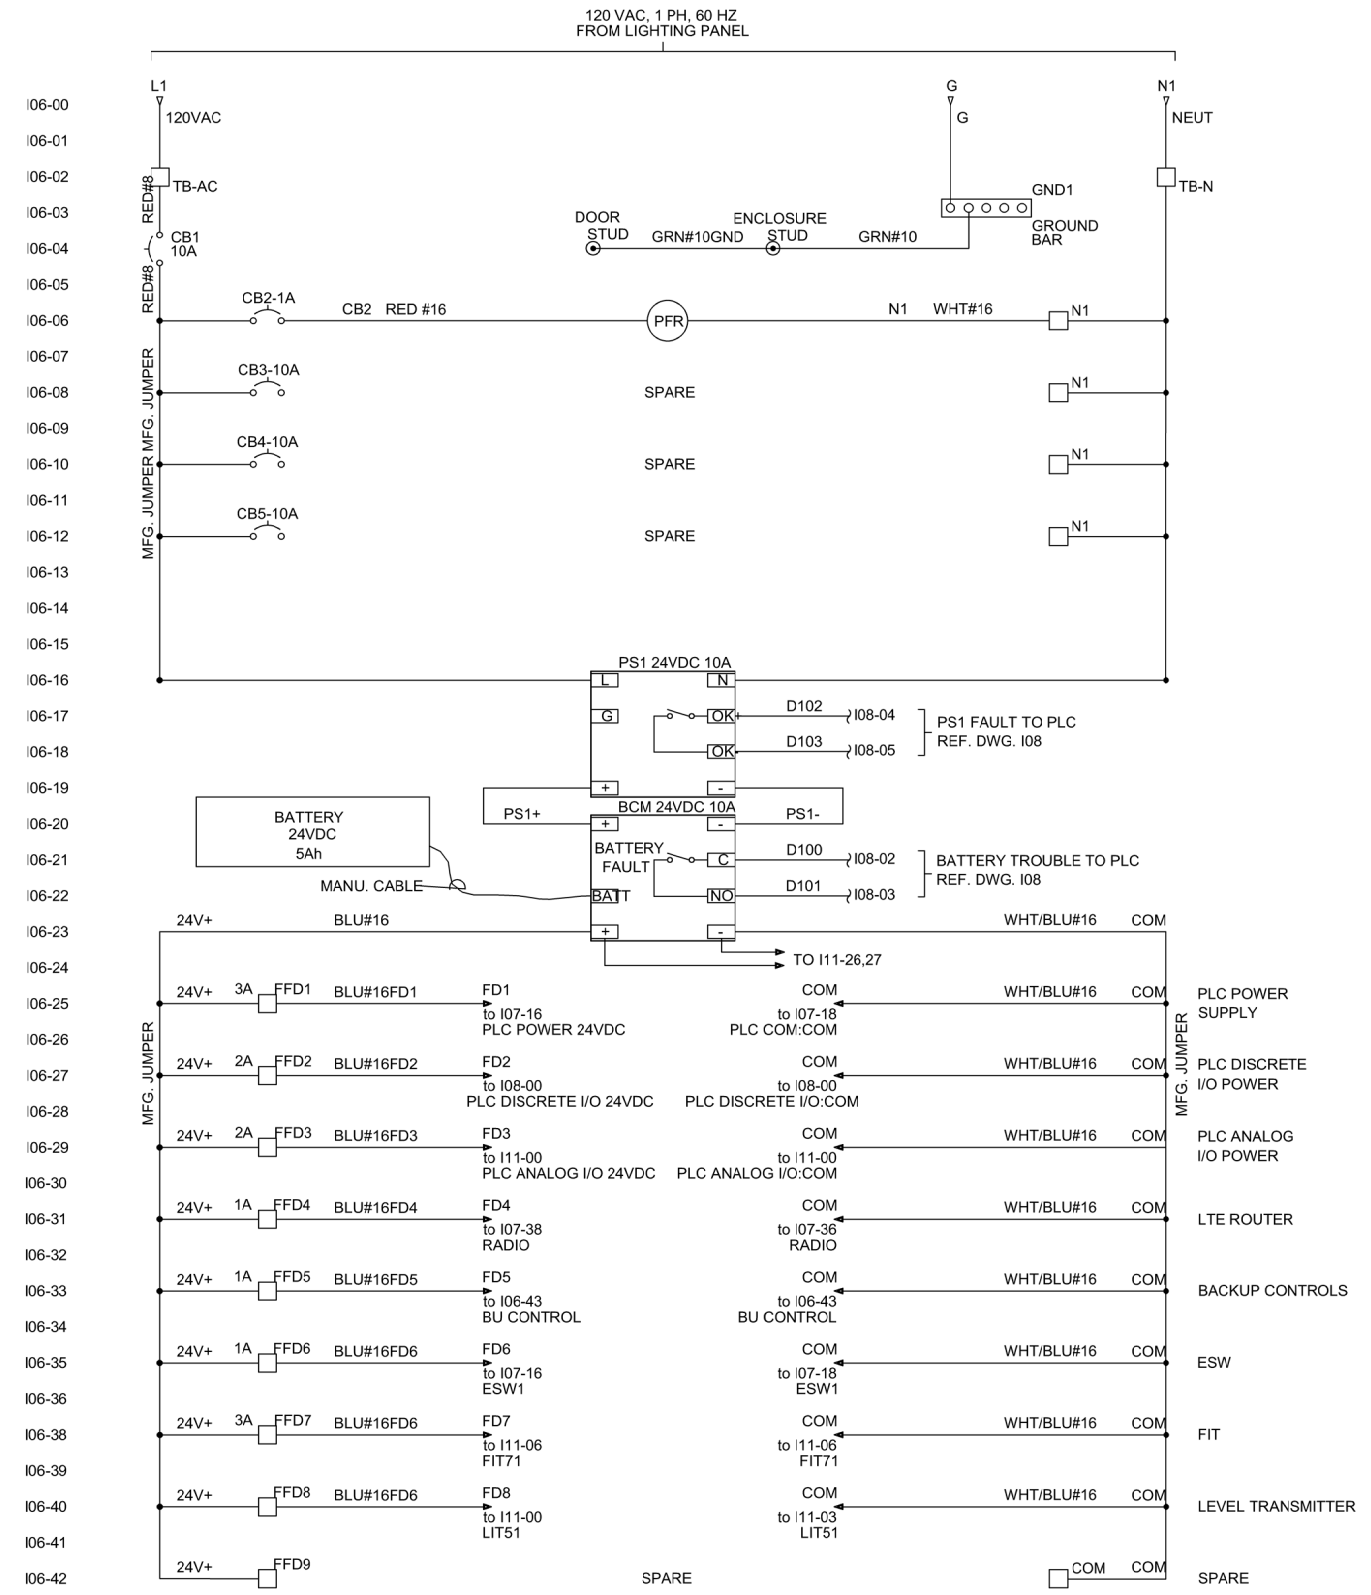 120 VAC, 1 PH, 60 HZ
FROM LIGHTING PANEL
L1
G
N1
I06-00
120VAC
G
NEUT
I06-01
I06-02
TB-AC
TB-N
RED#8
GND1
I06-03
DOOR
STUD
ENCLOSURE
STUD
GROUND
BAR
CB1
10A
GRN#10GND
GRN#10
I06-04
I06-05
RED#8
CB2-1A
CB2 RED #16
N1 WHT#16
N1
I06-06
PFR
I06-07
MFG. JUMPER MFG. JUMPER
CB3-10A
N1
I06-08
SPARE
I06-09
CB4-10A
N1
I06-10
SPARE
I06-11
CB5-10A
N1
I06-12
SPARE
I06-13
I06-14
I06-15
PS1 24VDC 10A
I06-16
L
N
D102
I06-17
G
OK
I08-04
PS1 FAULT TO PLC
REF. DWG. I08
D103
I06-18
OK
I08-05
I06-19
+
-
BCM 24VDC 10A
BATTERY
24VDC
5Ah
PS1+
PS1-
I06-20
+
-
BATTERY
FAULT
D100
I06-21
C
I08-02
BATTERY TROUBLE TO PLC
REF. DWG. I08
MANU. CABLE
D101
I06-22
BATT
NO
I08-03
24V+
BLU#16
WHT/BLU#16
COM
I06-23
+
-
TO I11-26,27
I06-24
24V+
3A
FFD1
BLU#16FD1
FD1
COM
WHT/BLU#16
COM
PLC POWER
SUPPLY
I06-25
to I07-16
to I07-18
PLC POWER 24VDC
PLC COM:COM
I06-26
MFG. JUMPER
MFG. JUMPER
24V+
2A
FFD2
BLU#16FD2
FD2
COM
WHT/BLU#16
COM
PLC DISCRETE
I/O POWER
I06-27
to I08-00
to I08-00
PLC DISCRETE I/O 24VDC
PLC DISCRETE I/O:COM
I06-28
24V+
2A
FFD3
BLU#16FD3
FD3
COM
WHT/BLU#16
COM
PLC ANALOG
I/O POWER
I06-29
to I11-00
to I11-00
PLC ANALOG I/O 24VDC
PLC ANALOG I/O:COM
I06-30
24V+
1A
FFD4
BLU#16FD4
FD4
COM
WHT/BLU#16
COM
I06-31
LTE ROUTER
to I07-38
to I07-36
RADIO
RADIO
I06-32
24V+
1A
FFD5
BLU#16FD5
FD5
COM
WHT/BLU#16
COM
I06-33
BACKUP CONTROLS
to I06-43
to I06-43
BU CONTROL
BU CONTROL
I06-34
24V+
1A
FFD6
BLU#16FD6
FD6
COM
WHT/BLU#16
COM
I06-35
ESW
to I07-16
to I07-18
ESW1
ESW1
I06-36
24V+
3A
FFD7
BLU#16FD6
FD7
COM
WHT/BLU#16
COM
I06-38
FIT
to I11-06
to I11-06
FIT71
FIT71
I06-39
24V+
FFD8
BLU#16FD6
FD8
COM
WHT/BLU#16
COM
I06-40
LEVEL TRANSMITTER
to I11-00
to I11-03
LIT51
LIT51
I06-41
24V+
FFD9
COM
COM
I06-42
SPARE
SPARE